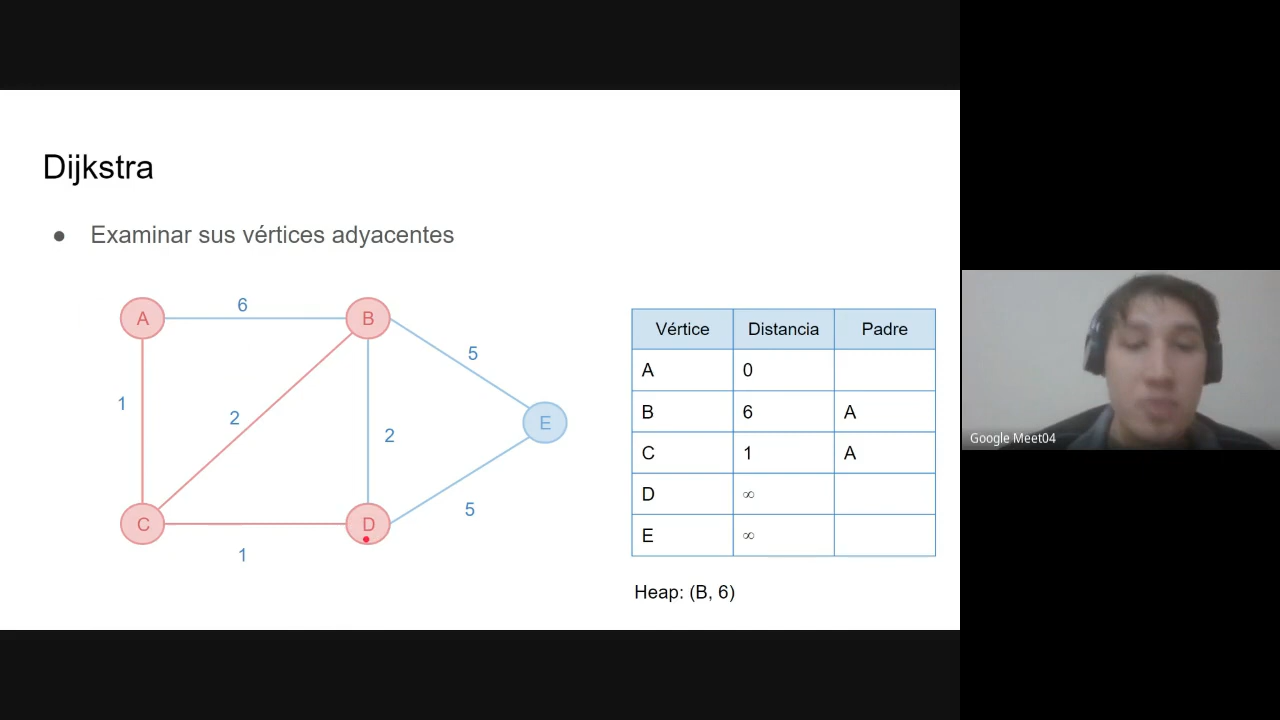 Dijkstra
● Examinar sus vértices adyacentes
A
6
B
5
1
2
2
E
C
1
D
5
Vértice Distancia Padre
A 0
B 6 A
C 1 A
D ∞
E ∞
Heap: (B, 6)
Google Meet04